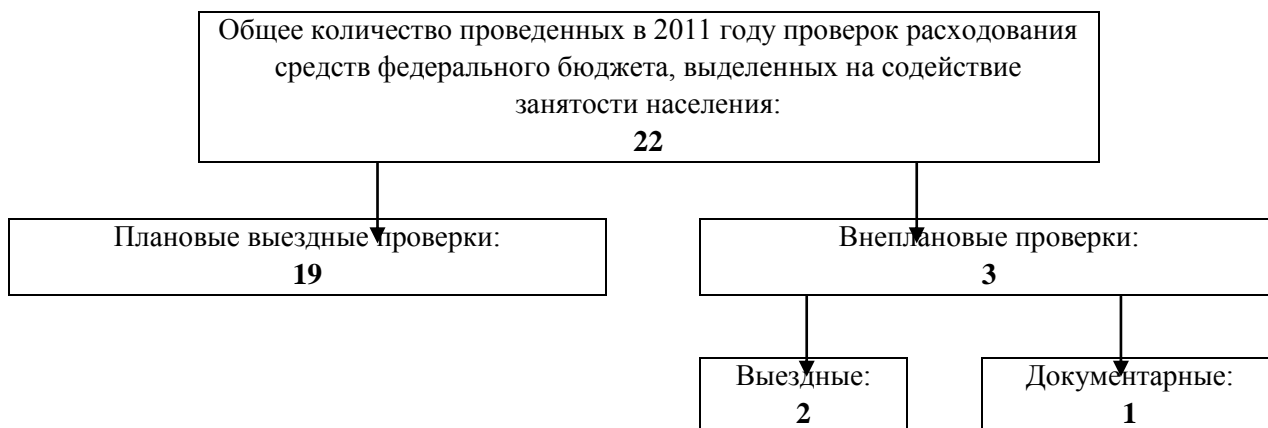 Общее количество проведенных в 2011 году проверок расходования
средств федерального бюджета, выделенных на содействие
занятости населения:
22
Плановые выездные проверки:
19
Внеплановые проверки:
3
Выездные:
2
Документарные:
1